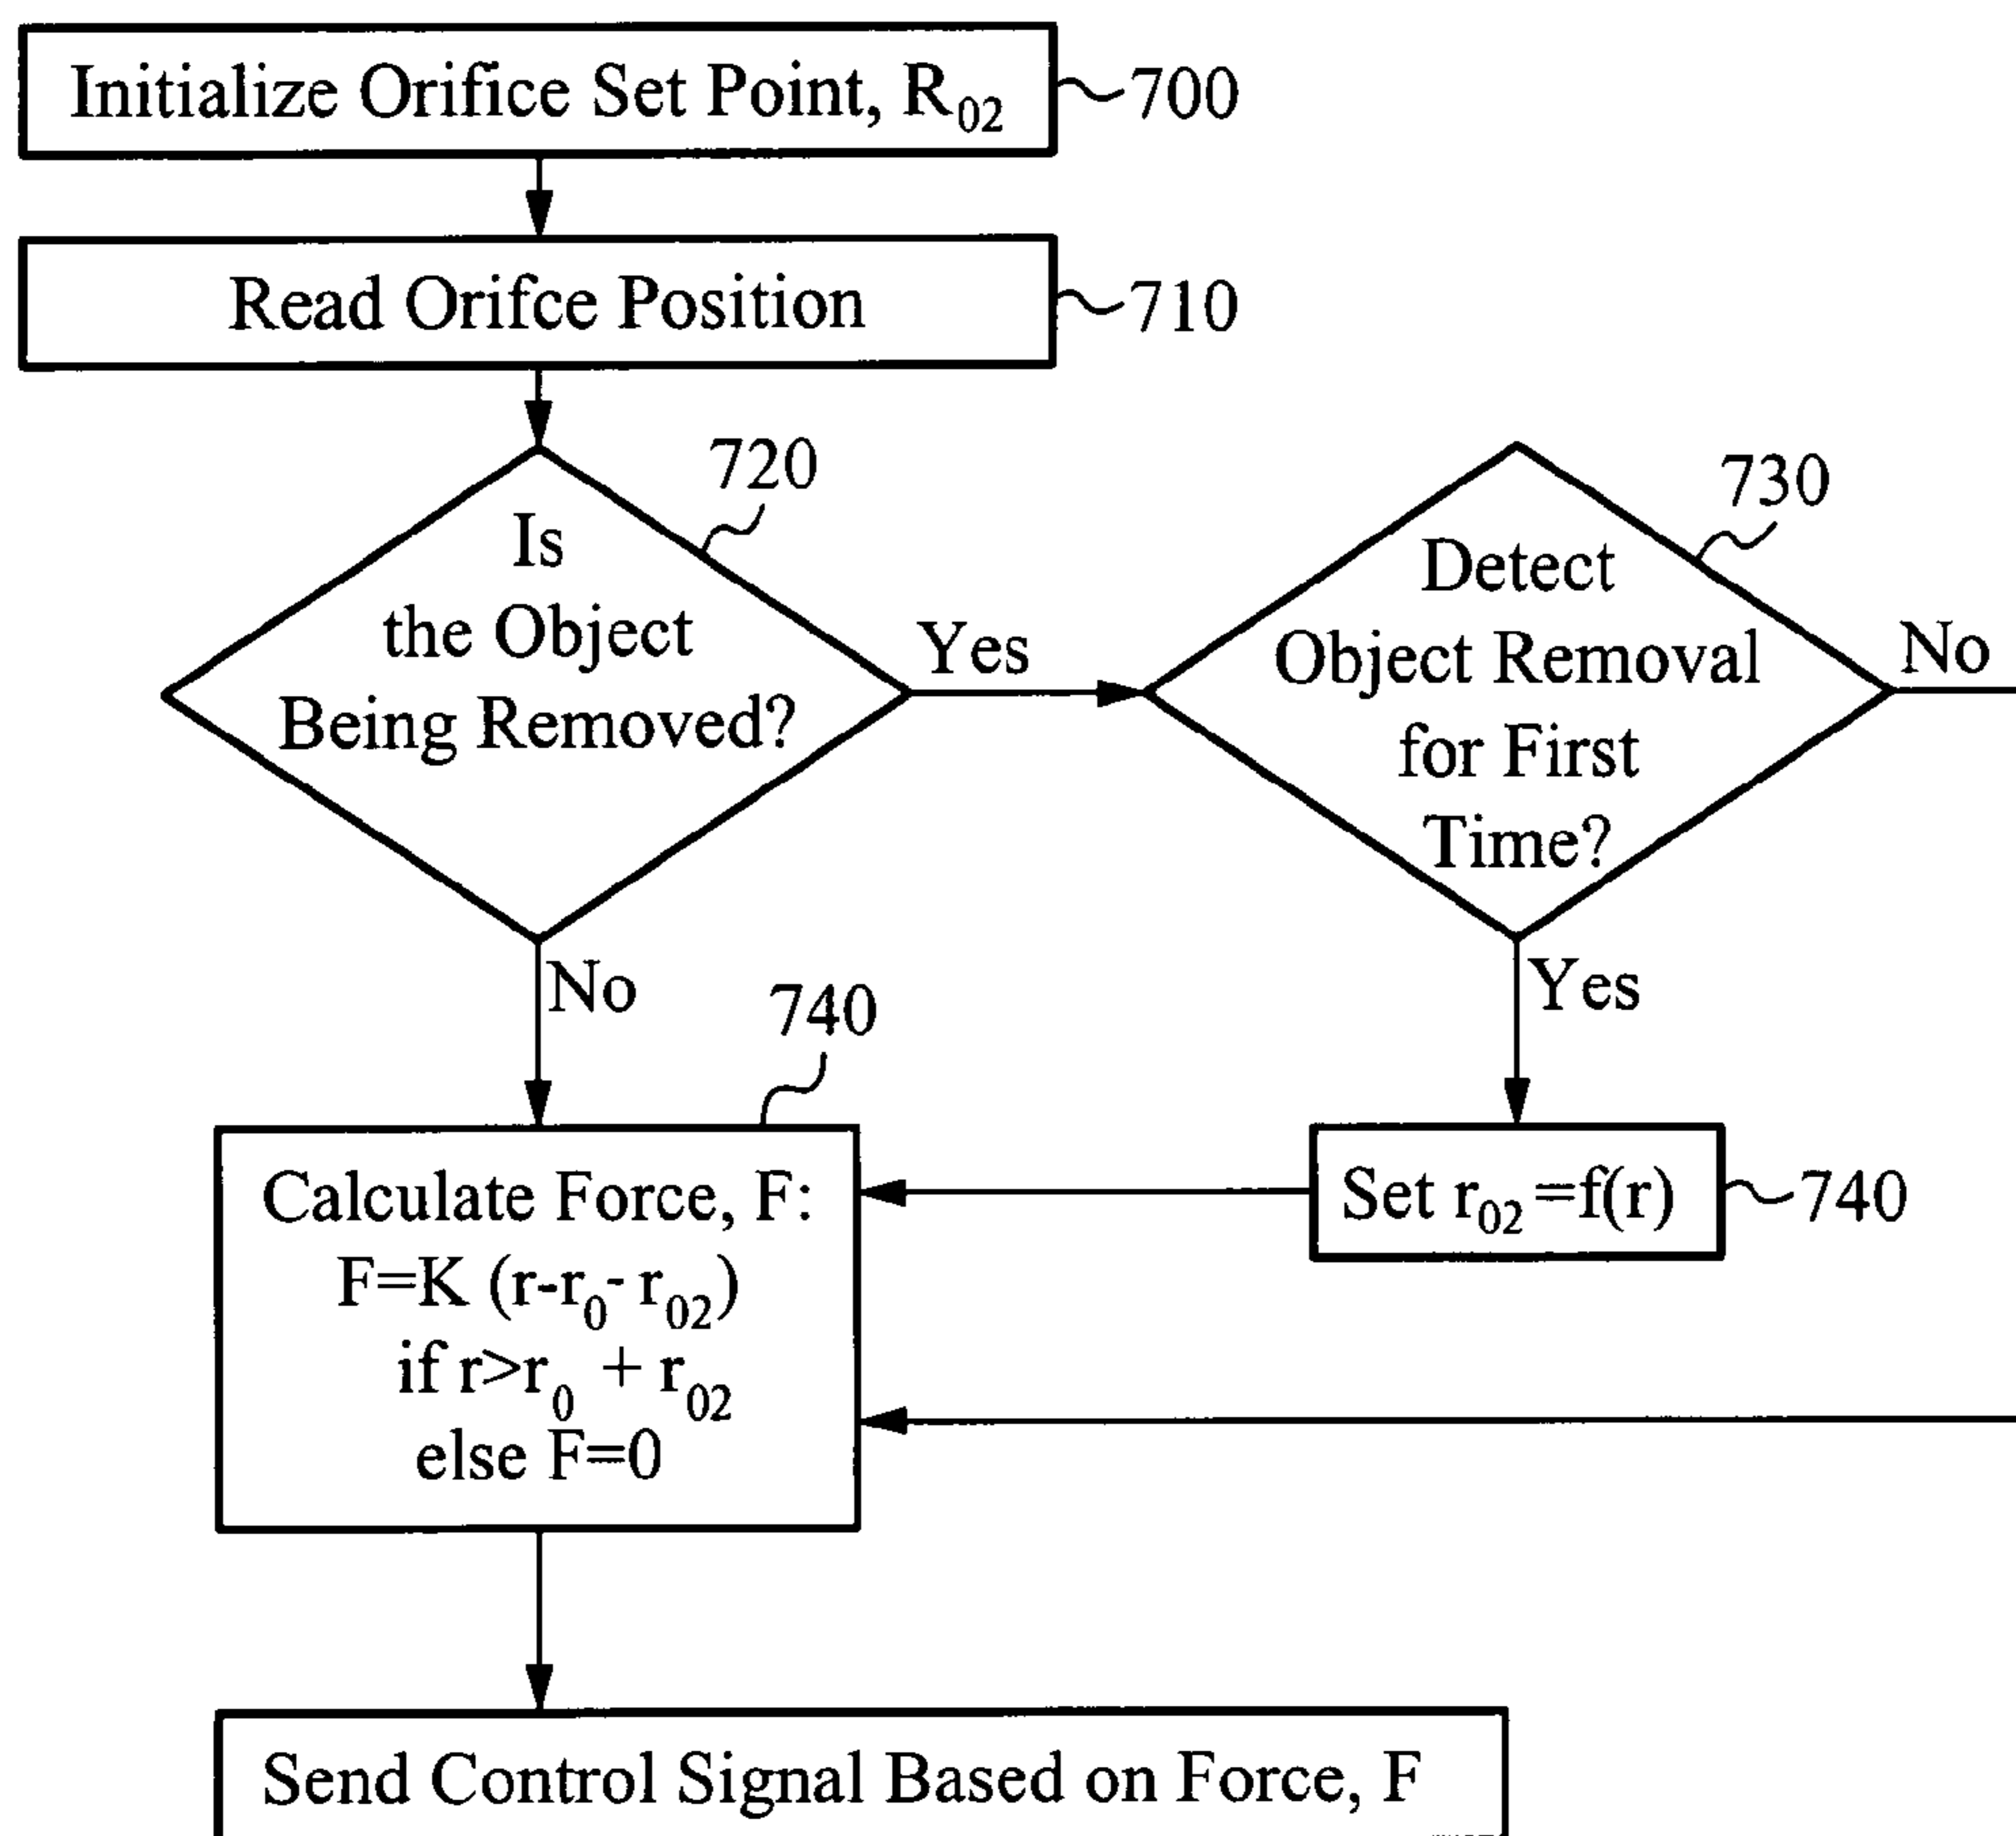 Initialize Orifice Set Point, R₀₂
700
Read Orifce Position
710
720
Is
the Object
Being Removed?
Yes
730
Detect
Object Removal
for First
Time?
No
No
Yes
740
Calculate Force, F:
F=K (r-r₀- r₀₂)
if r>r₀ + r₀₂
else F=0
Set r₀₂=f(r)
740
Send Control Signal Based on Force, F